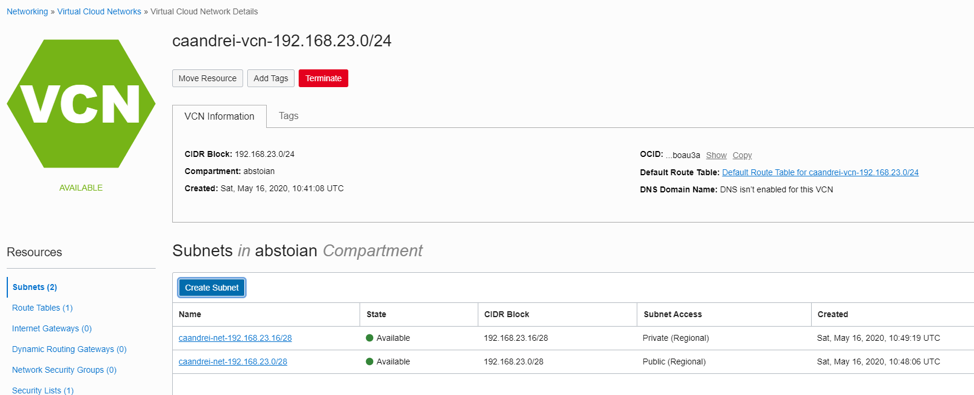 Networking » Virtual Cloud Networks » Virtual Cloud Network Details
VCN
AVAILABLE
caandrei-vcn-192.168.23.0/24
Move Resource Add Tags Terminate
VCN Information Tags
CIDR Block: 192.168.23.0/24
Compartment: abstoian
Created: Sat, May 16, 2020, 10:41:08 UTC
OCID: ...boau3a Show Copy
Default Route Table: Default Route Table for caandrei-vcn-192.168.23.0/24
DNS Domain Name: DNS isn't enabled for this VCN
Resources
Subnets (2)
Route Tables (1)
Internet Gateways (0)
Dynamic Routing Gateways (0)
Network Security Groups (0)
Security Lists (1)
Subnets in abstoian Compartment
Create Subnet
Name State CIDR Block Subnet Access Created
caandrei-net-192.168.23.16/28 Available 192.168.23.16/28 Private (Regional) Sat, May 16, 2020, 10:49:19 UTC
caandrei-net-192.168.23.0/28 Available 192.168.23.0/28 Public (Regional) Sat, May 16, 2020, 10:48:06 UTC